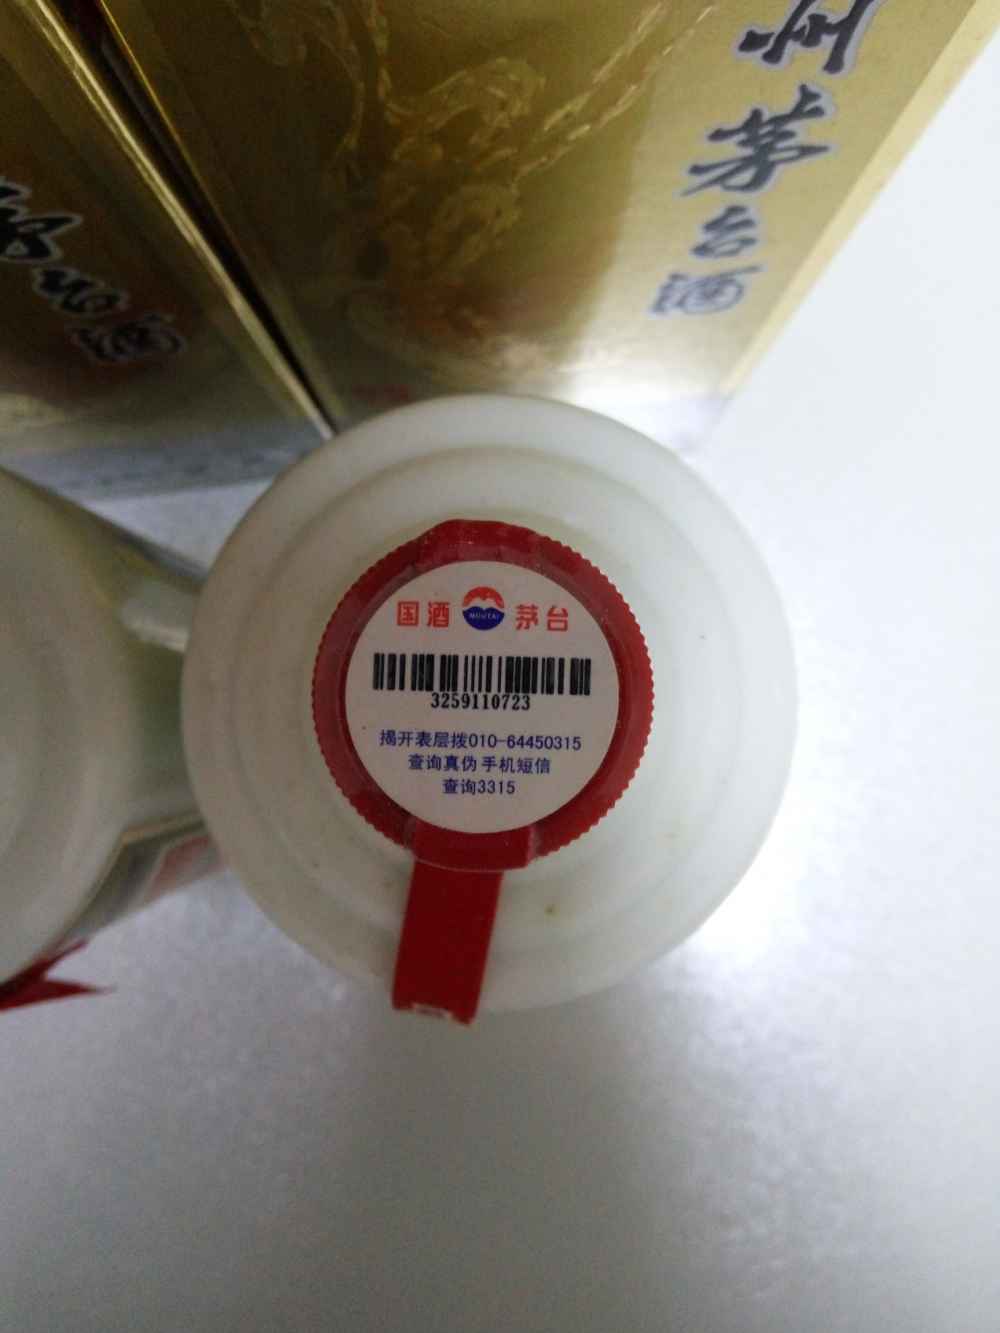 州茅台酒
台酒
国酒 MOUTAI 茅台
3259110723
揭开表层拨010-64450315
查询真伪 手机短信
查询3315